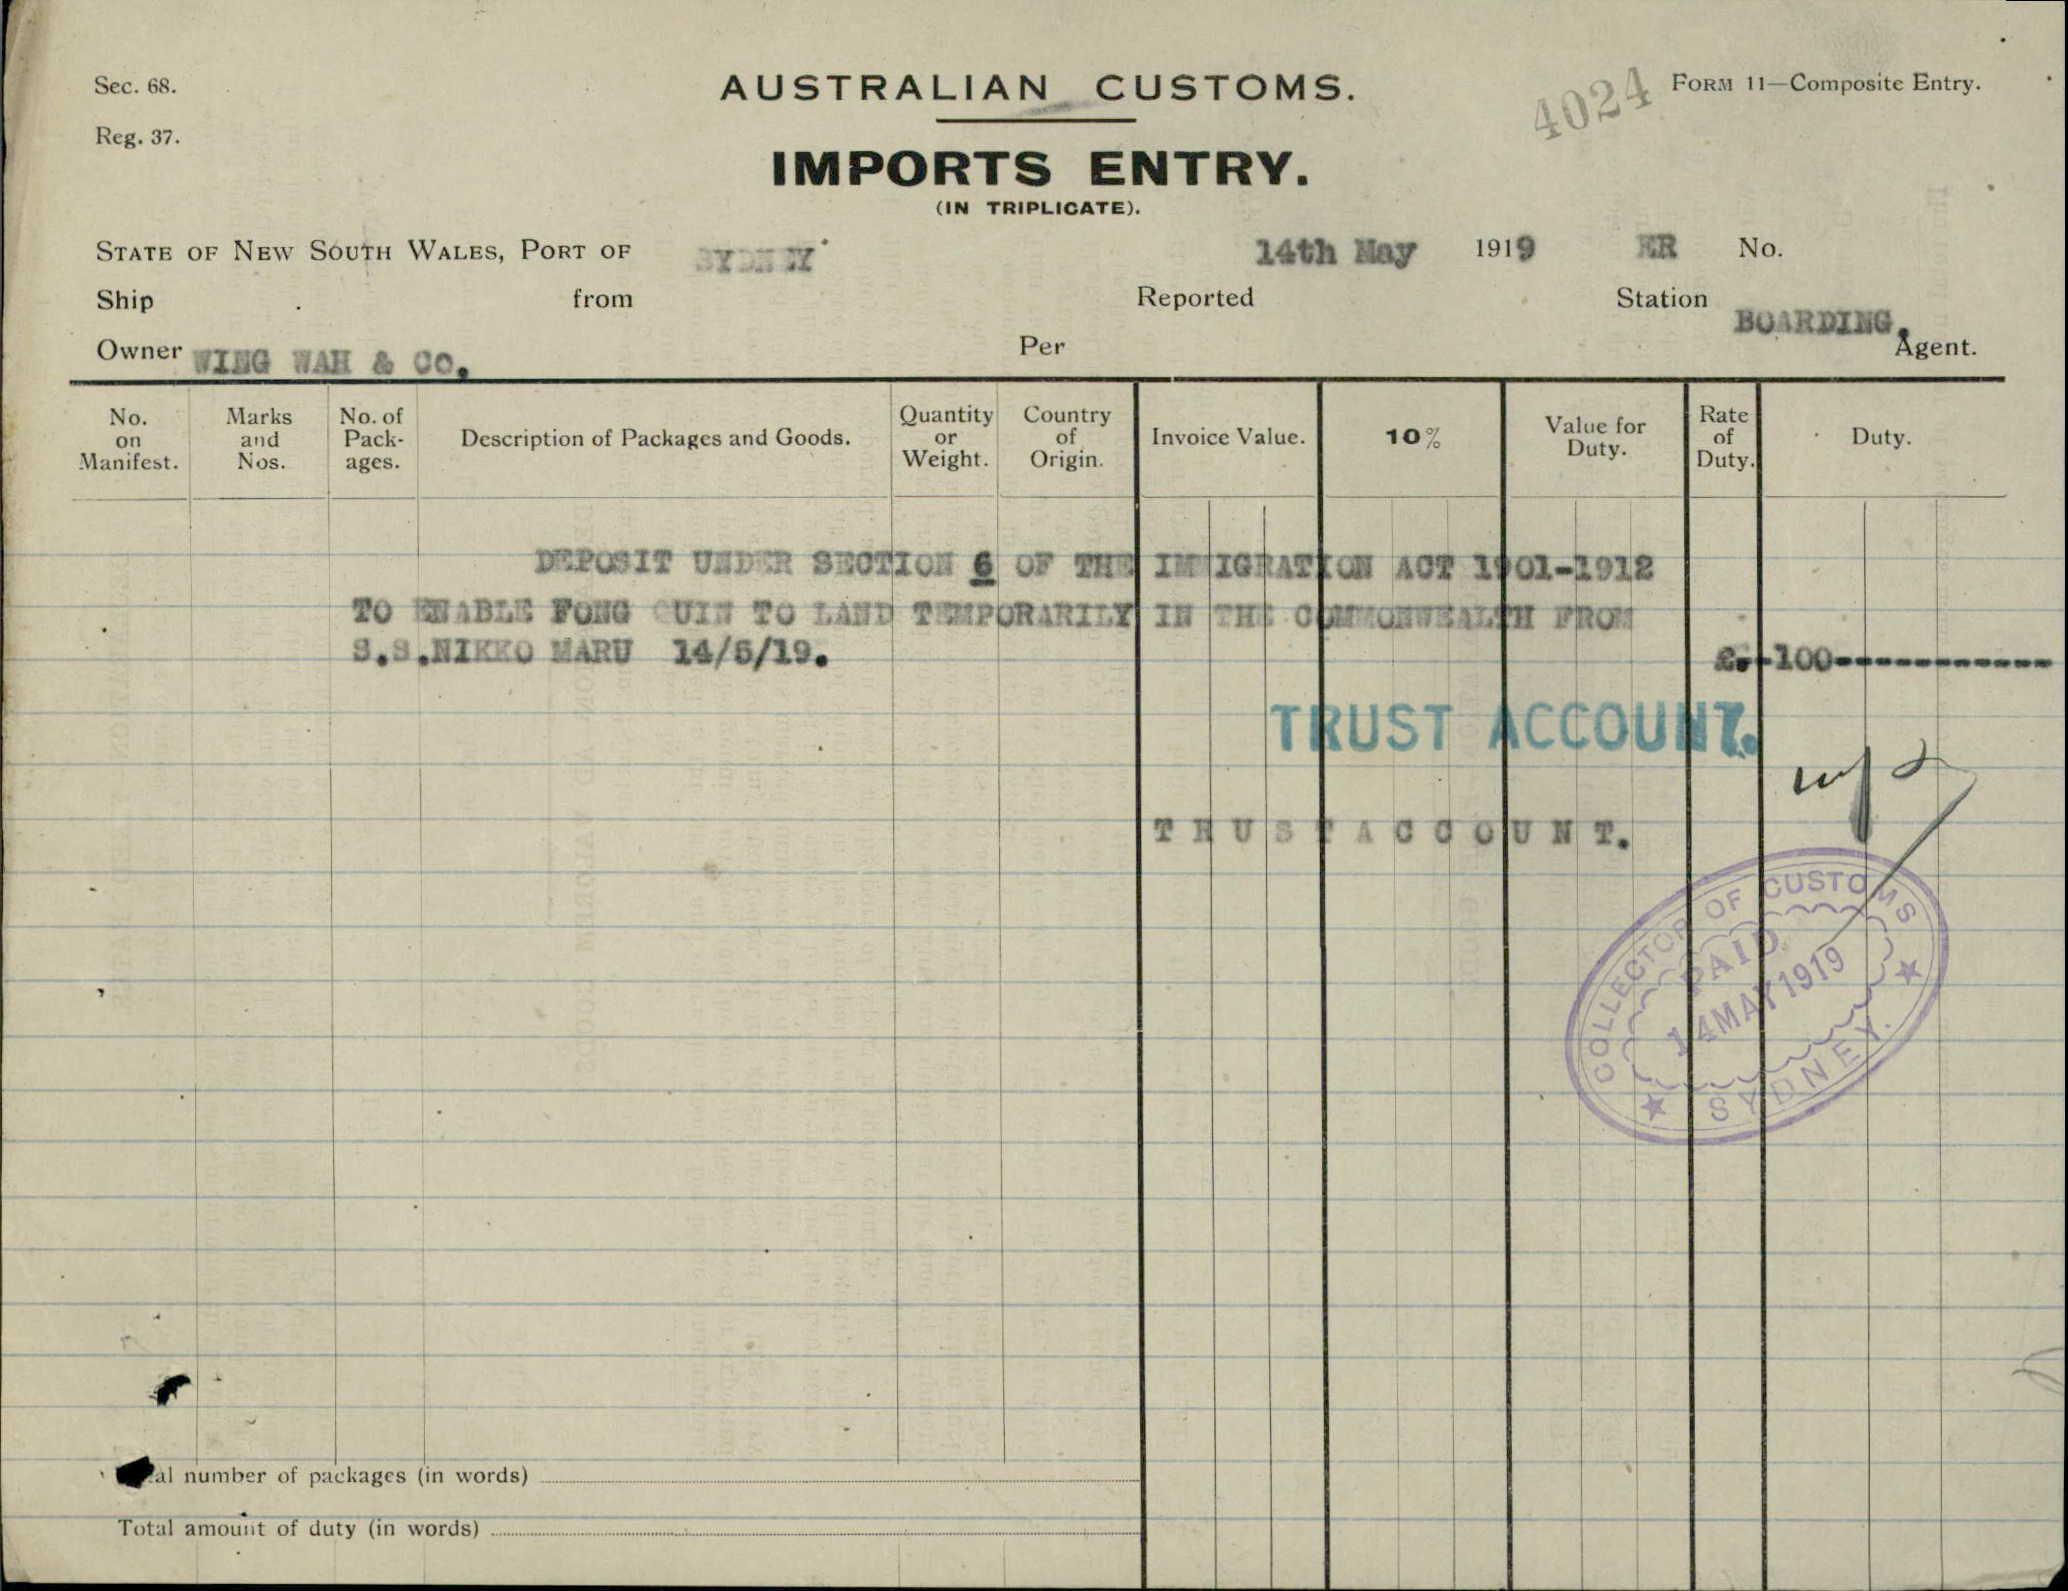 Sec. 68.
Reg. 37.
AUSTRALIAN CUSTOMS.
4024
FORM 11—Composite Entry.
IMPORTS ENTRY.
(IN TRIPLICATE).
STATE OF NEW SOUTH WALES, PORT OF SYDNEY 14th May 1919 ER No.
Ship from Reported Station BOARDING.
Owner WING WAH & CO. Per Agent.
No. on Manifest.
Marks and Nos.
No. of Pack-ages.
Description of Packages and Goods.
Quantity or Weight.
Country of Origin.
Invoice Value.
10%
Value for Duty.
Rate of Duty.
Duty.
DEPOSIT UNDER SECTION 6 OF THE IMMIGRATION ACT 1901-1912
TO ENABLE FONG QUIN TO LAND TEMPORARILY IN THE COMMONWEALTH FROM
S.S.NIKKO MARU 14/5/19. £.-100------------
TRUST ACCOUNT.
T R U S T A C C O U N T.
COLLECTOR OF CUSTOMS
PAID
14 MAY 1919
SYDNEY.
number of packages (in words)
Total amount of duty (in words)